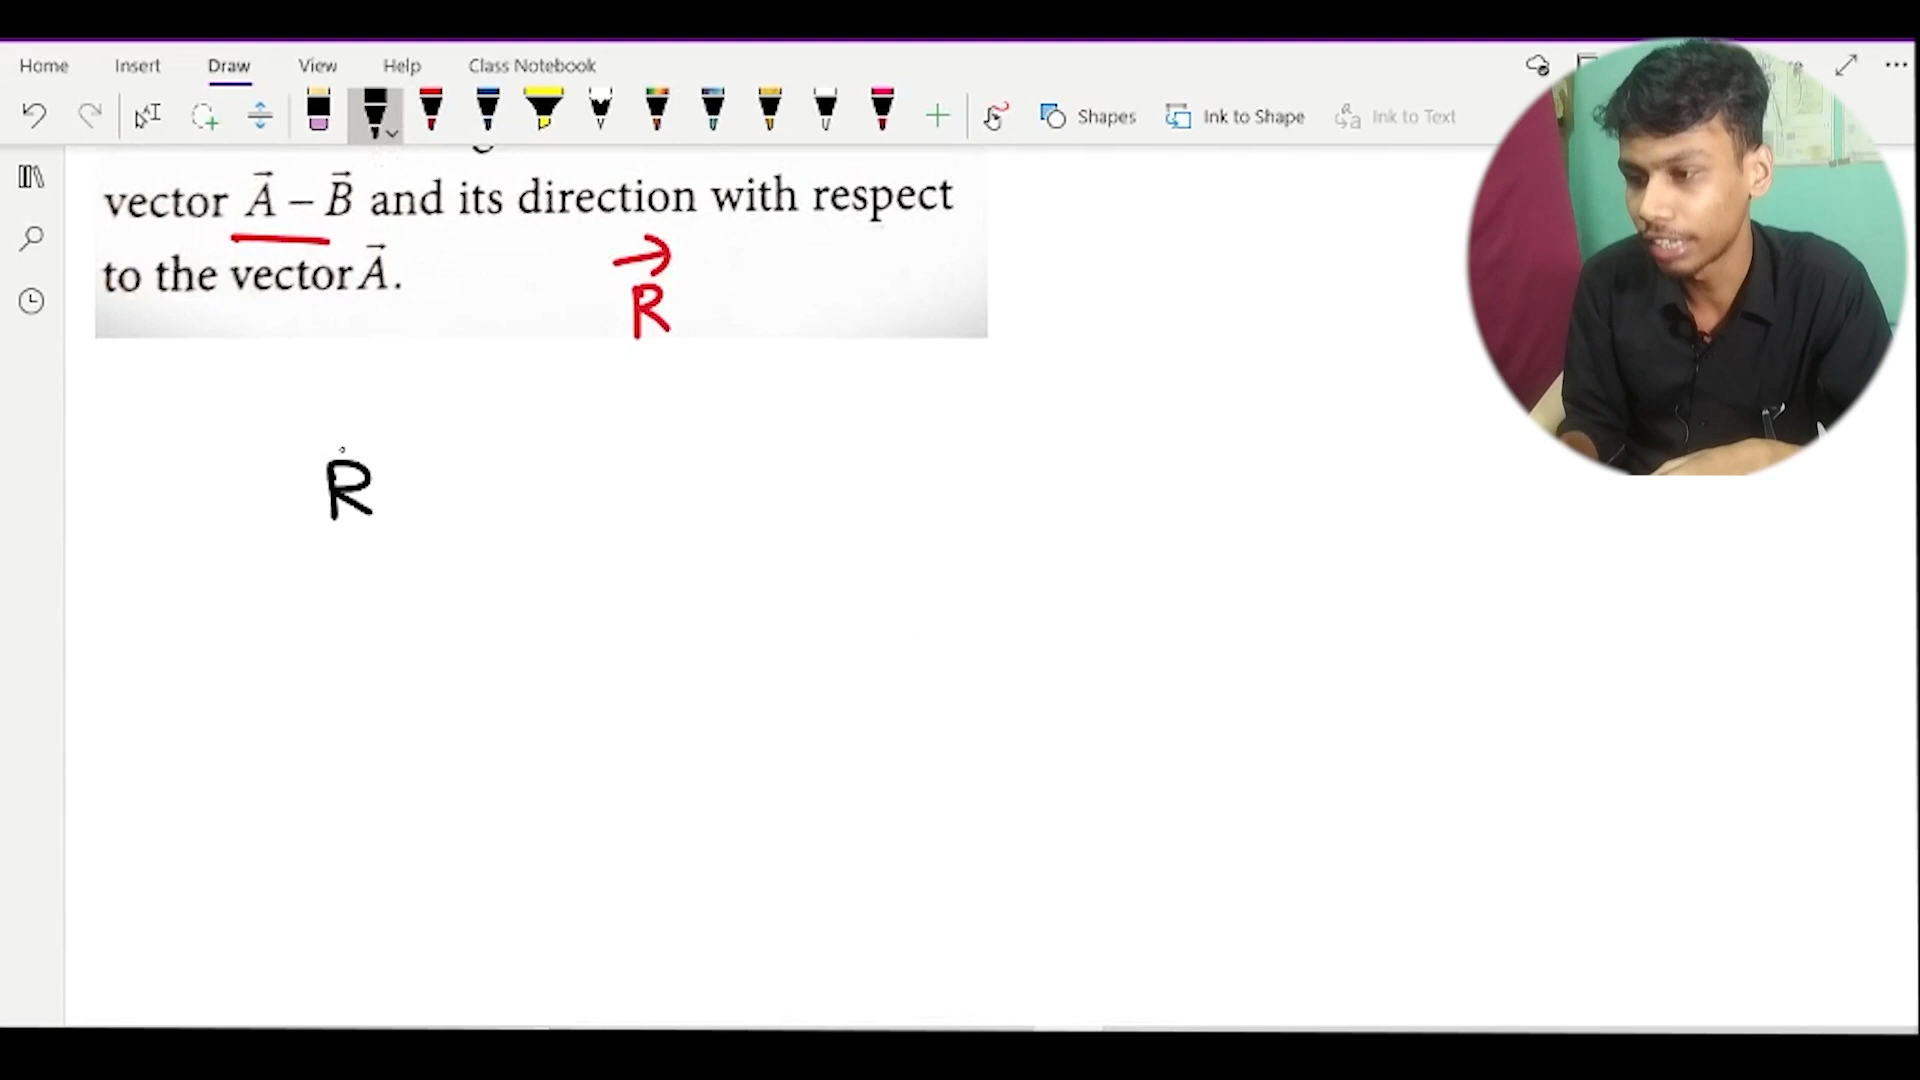 Home Insert Draw View Help Class Notebook
Shapes Ink to Shape Ink to Text
vector A⃗ – B⃗ and its direction with respect
to the vector A⃗.
R⃗
R